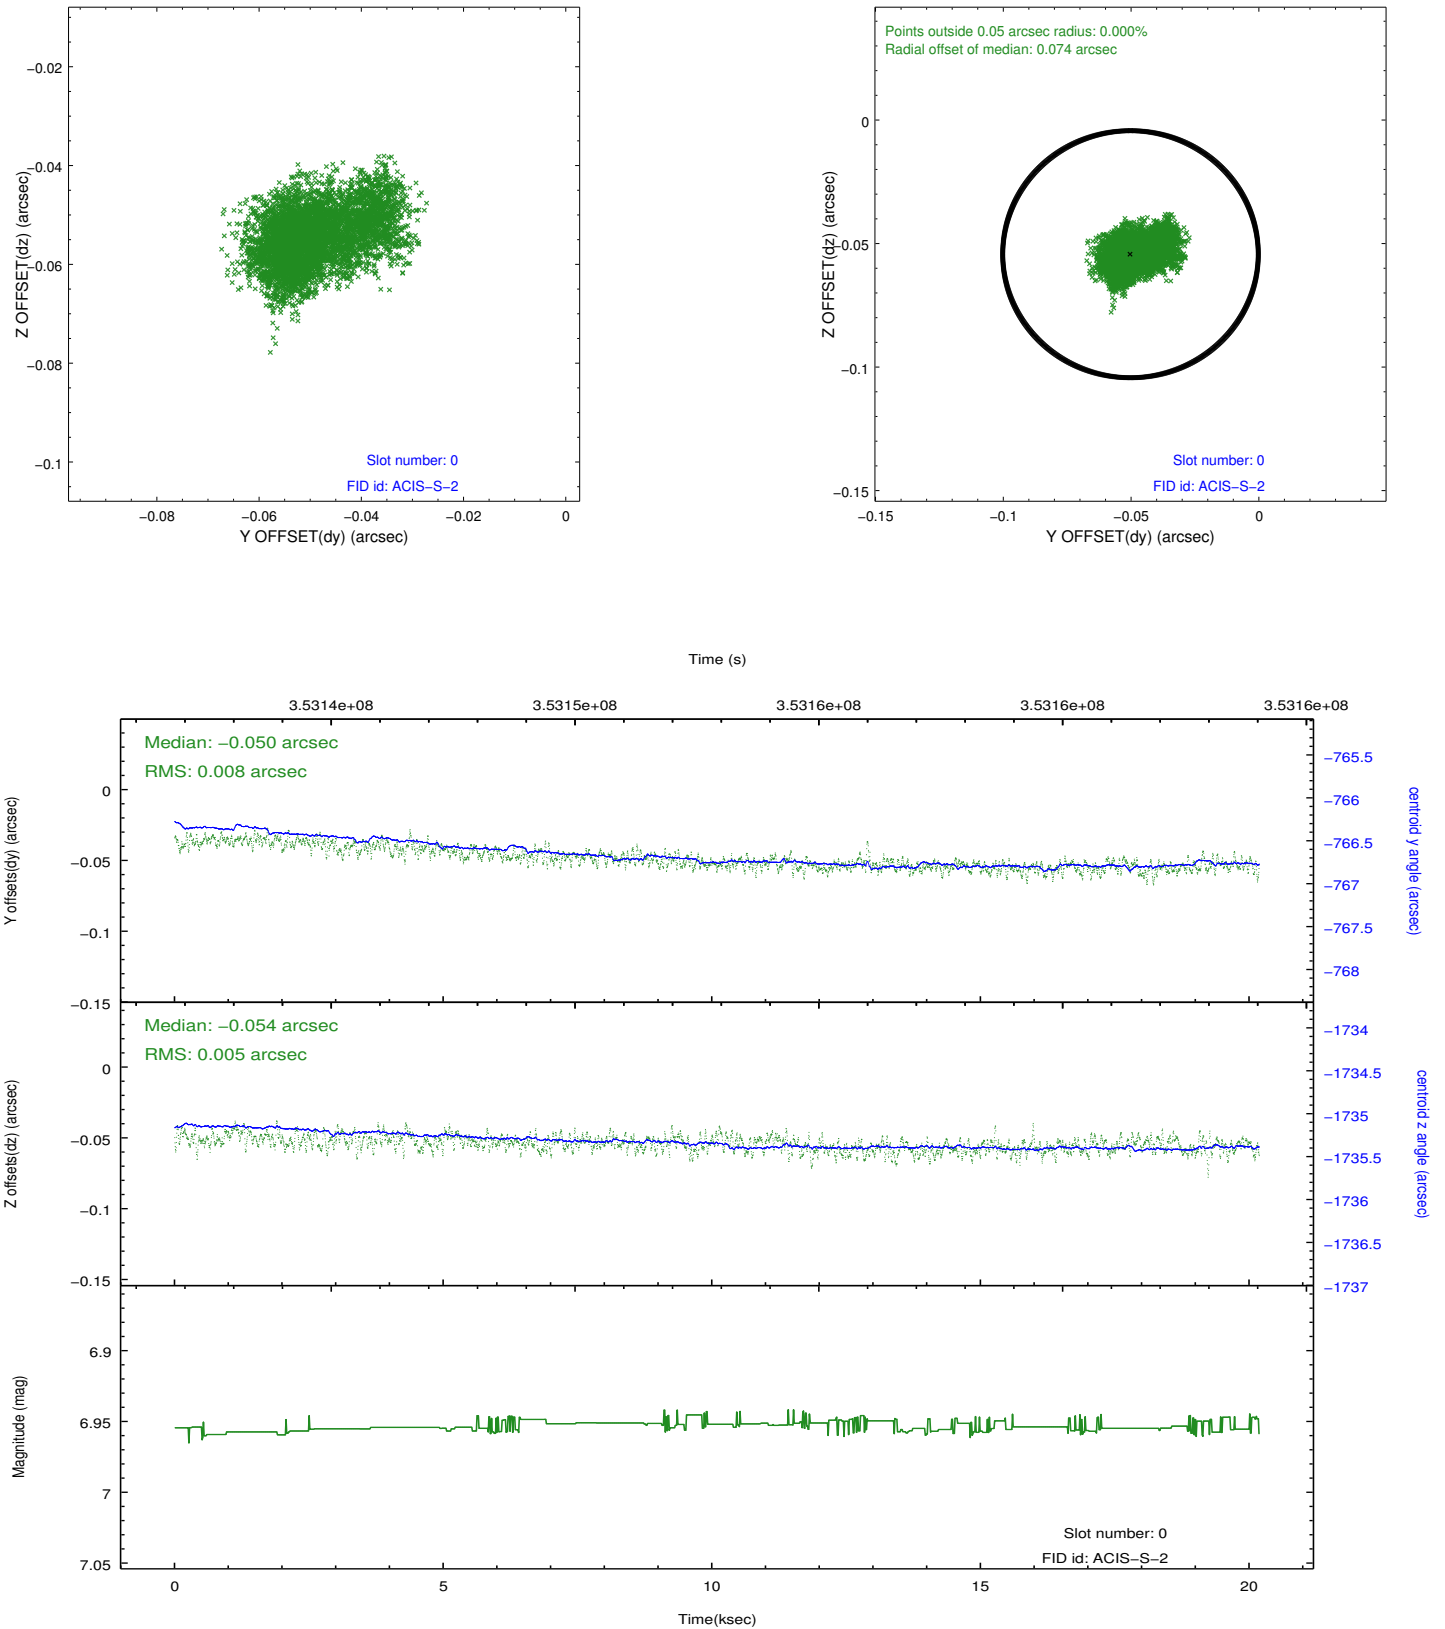 −0.02
−0.04
−0.06
−0.08
−0.1
Z OFFSET(dz) (arcsec)
Slot number: 0
FID id: ACIS−S−2
−0.08
−0.06
−0.04
−0.02
0
Y OFFSET(dy) (arcsec)
Points outside 0.05 arcsec radius: 0.000%
Radial offset of median: 0.074 arcsec
0
−0.05
−0.1
−0.15
Z OFFSET(dz) (arcsec)
Slot number: 0
FID id: ACIS−S−2
−0.15
−0.1
−0.05
0
Y OFFSET(dy) (arcsec)
Time (s)
3.5314e+08
3.5315e+08
3.5316e+08
3.5316e+08
3.5316e+08
Median: −0.050 arcsec
RMS: 0.008 arcsec
0
−0.05
−0.1
−0.15
Y offsets(dy) (arcsec)
−765.5
−766
−766.5
−767
−767.5
−768
centroid y angle (arcsec)
Median: −0.054 arcsec
RMS: 0.005 arcsec
0
−0.05
−0.1
−0.15
Z offsets(dz) (arcsec)
−1734
−1734.5
−1735
−1735.5
−1736
−1736.5
−1737
centroid z angle (arcsec)
6.9
6.95
7
7.05
Magnitude (mag)
Slot number: 0
FID id: ACIS−S−2
0
5
10
15
20
Time(ksec)